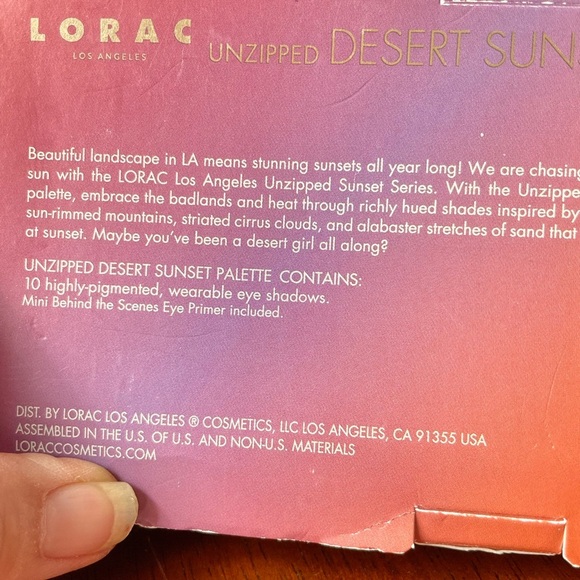 LORAC
LOS ANGELES
UNZIPPED DESERT SUN
Beautiful landscape in LA means stunning sunsets all year long! We are chasing
sun with the LORAC Los Angeles Unzipped Sunset Series. With the Unzippe
palette, embrace the badlands and heat through richly hued shades inspired by
sun-rimmed mountains, striated cirrus clouds, and alabaster stretches of sand that
at sunset. Maybe you've been a desert girl all along?
UNZIPPED DESERT SUNSET PALETTE CONTAINS:
10 highly-pigmented, wearable eye shadows.
Mini Behind the Scenes Eye Primer included.
DIST. BY LORAC LOS ANGELES ® COSMETICS, LLC LOS ANGELES, CA 91355 USA
ASSEMBLED IN THE U.S. OF U.S. AND NON-U.S. MATERIALS
LORACCOSMETICS.COM